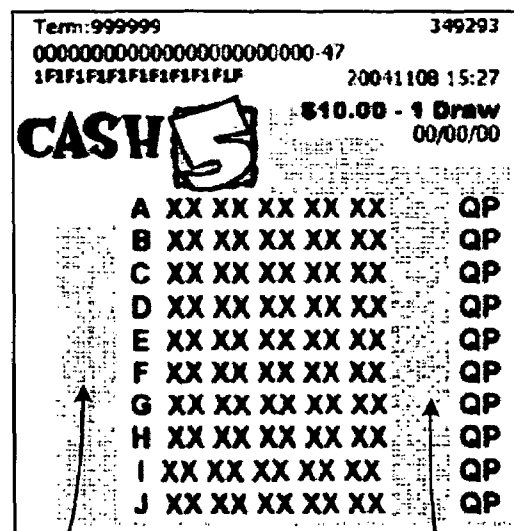 Term:999999 349293
000000000000000000000000-47
1F1F1F1F1F1F1F1F1F1F 20041108 15:27
$10.00 - 1 Draw
CASH 5 00/00/00
A XX XX XX XX XX QP
B XX XX XX XX XX QP
C XX XX XX XX XX QP
D XX XX XX XX XX QP
E XX XX XX XX XX QP
F XX XX XX XX XX QP
G XX XX XX XX XX QP
H XX XX XX XX XX QP
I XX XX XX XX XX QP
J XX XX XX XX XX QP